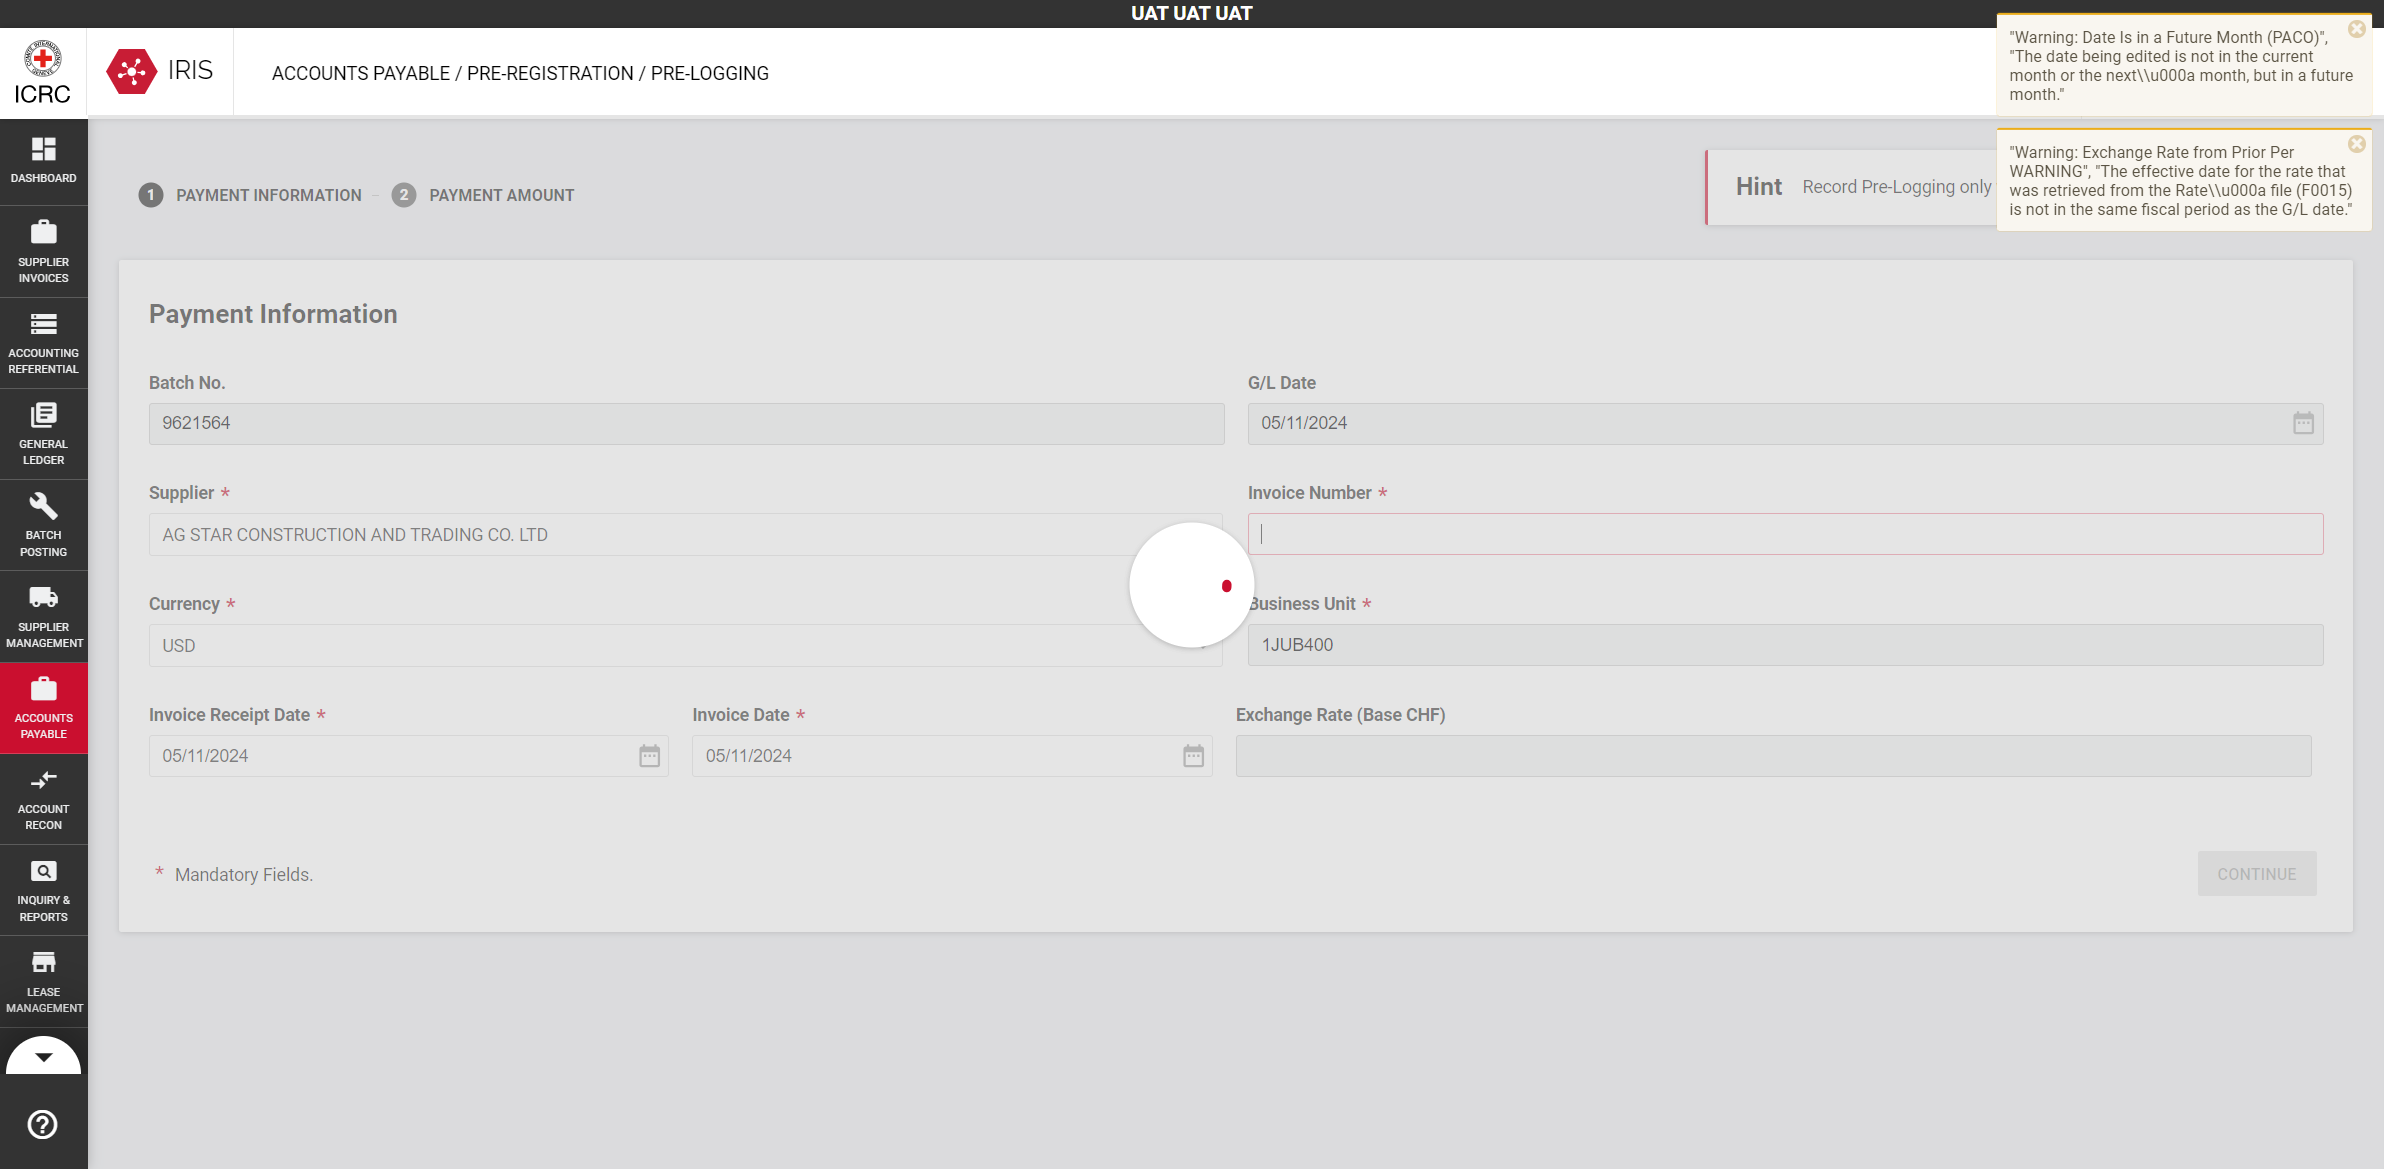 UAT UAT UAT
ICRC
IRIS
ACCOUNTS PAYABLE / PRE-REGISTRATION / PRE-LOGGING
"Warning: Date Is in a Future Month (PACO)",
"The date being edited is not in the current
month or the next\\u000a month, but in a future
month."
"Warning: Exchange Rate from Prior Per
WARNING", "The effective date for the rate that
was retrieved from the Rate\\u000a file (F0015)
is not in the same fiscal period as the G/L date."
DASHBOARD
SUPPLIER
INVOICES
ACCOUNTING
REFERENTIAL
GENERAL
LEDGER
BATCH
POSTING
SUPPLIER
MANAGEMENT
ACCOUNTS
PAYABLE
ACCOUNT
RECON
INQUIRY &
REPORTS
LEASE
MANAGEMENT
1 PAYMENT INFORMATION - 2 PAYMENT AMOUNT
Hint Record Pre-Logging only
Payment Information
Batch No.
9621564
G/L Date
05/11/2024
Supplier *
AG STAR CONSTRUCTION AND TRADING CO. LTD
Invoice Number *
Currency *
USD
Business Unit *
1JUB400
Invoice Receipt Date *
05/11/2024
Invoice Date *
05/11/2024
Exchange Rate (Base CHF)
* Mandatory Fields.
CONTINUE